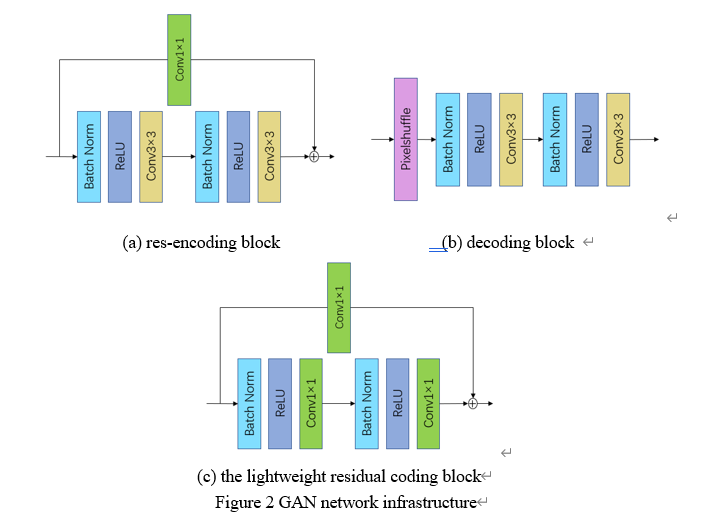 Conv1×1
Batch Norm
ReLU
Conv3×3
Batch Norm
ReLU
Conv3×3
Pixelshuffle
Batch Norm
ReLU
Conv3×3
Batch Norm
ReLU
Conv3×3
(a) res-encoding block
(b) decoding block
Conv1×1
Batch Norm
ReLU
Conv1×1
Batch Norm
ReLU
Conv1×1
(c) the lightweight residual coding block
Figure 2 GAN network infrastructure